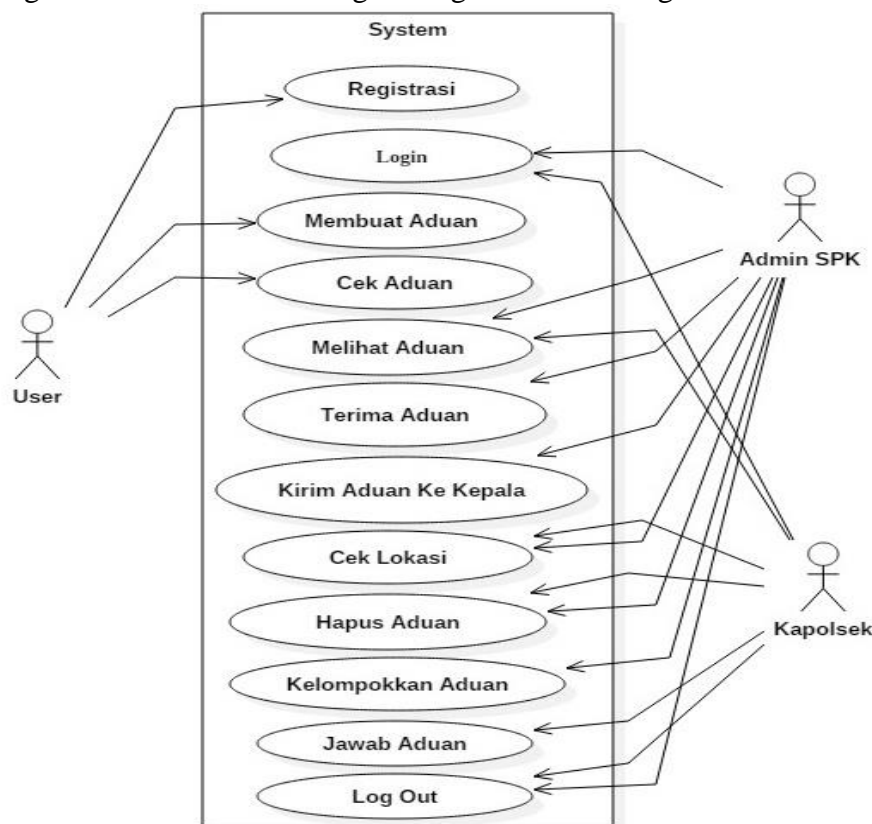 System
Registrasi
Login
Membuat Aduan
Cek Aduan
Melihat Aduan
Terima Aduan
Kirim Aduan Ke Kepala
Cek Lokasi
Hapus Aduan
Kelompokkan Aduan
Jawab Aduan
Log Out
User
Admin SPK
Kapolsek